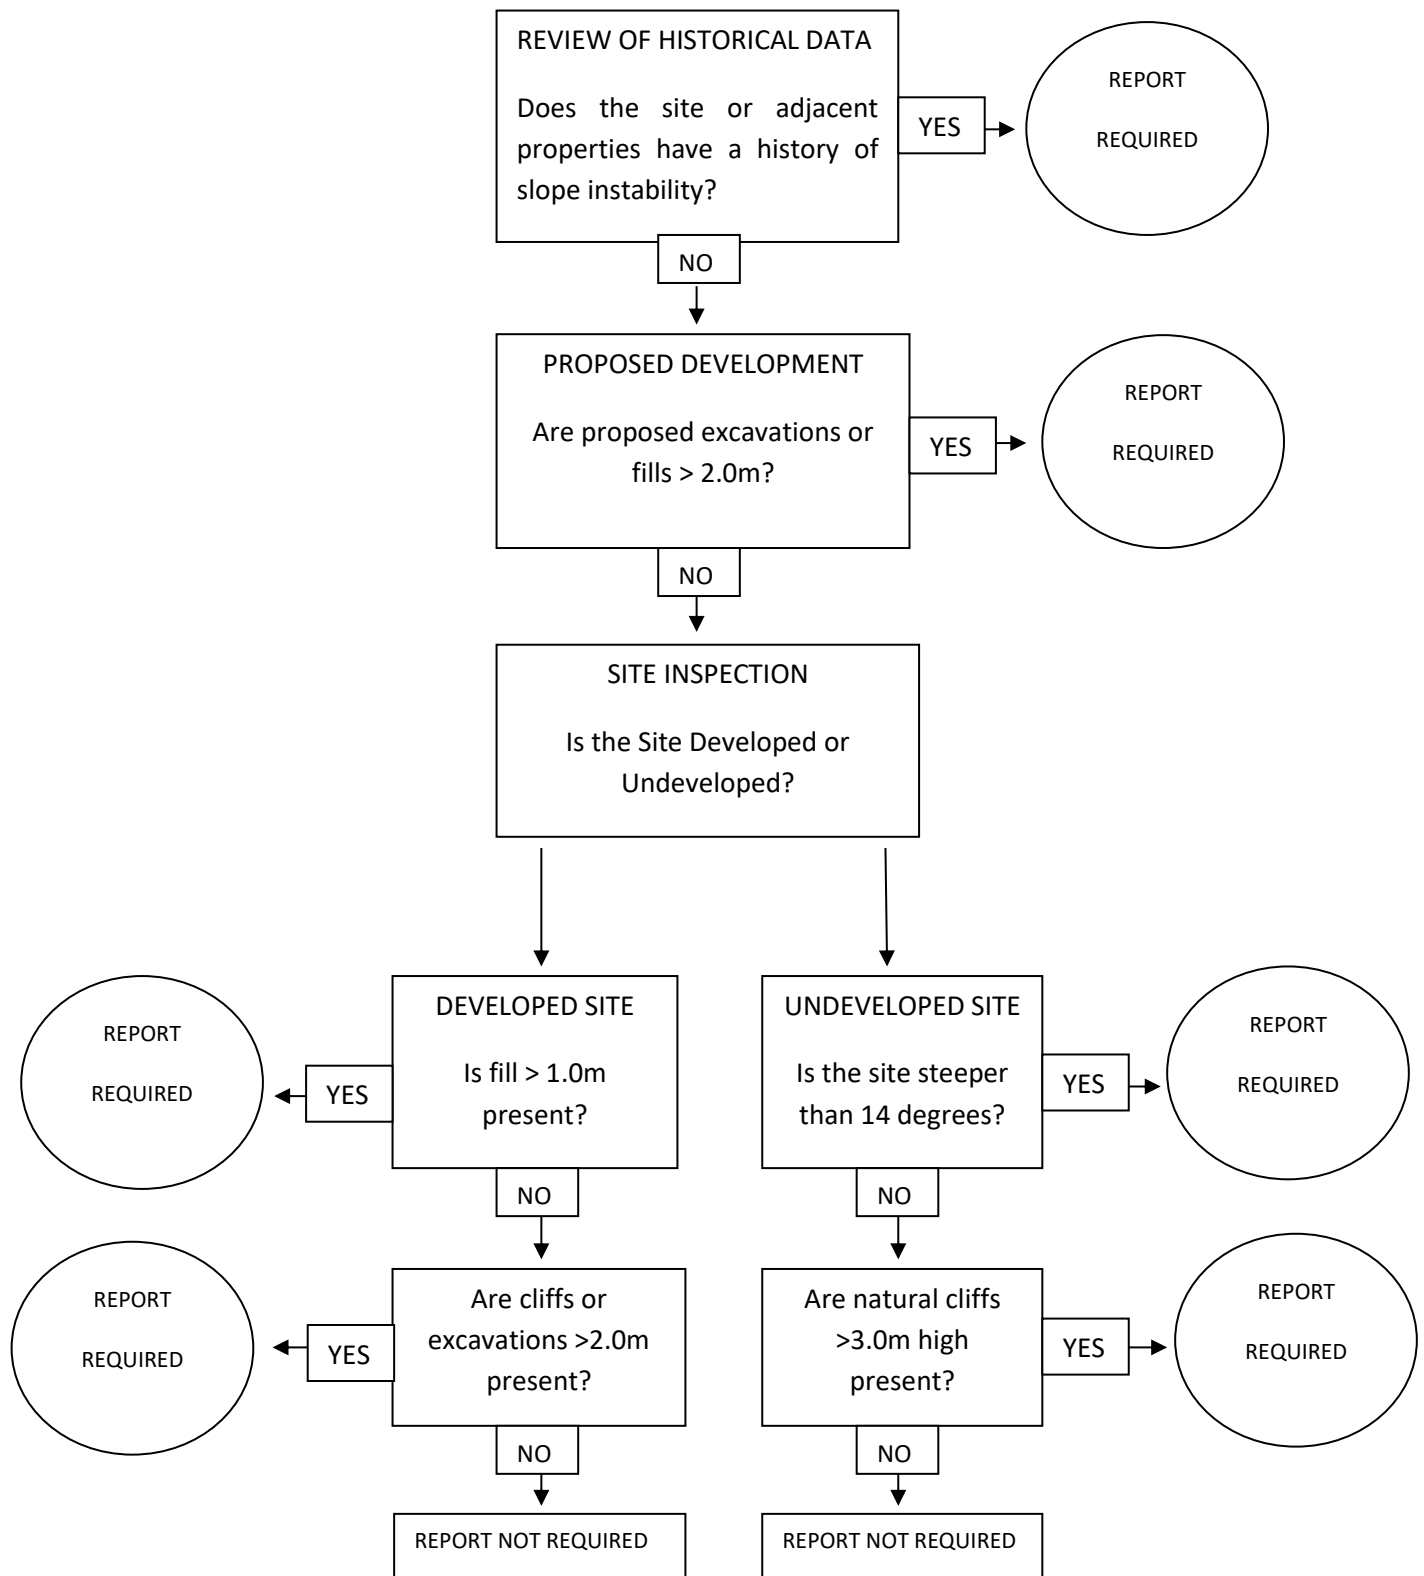 REVIEW OF HISTORICAL DATA
Does the site or adjacent
properties have a history of
slope instability?
YES
REPORT
REQUIRED
NO
PROPOSED DEVELOPMENT
Are proposed excavations or
fills > 2.0m?
YES
REPORT
REQUIRED
NO
SITE INSPECTION
Is the Site Developed or
Undeveloped?
DEVELOPED SITE
Is fill > 1.0m
present?
YES
REPORT
REQUIRED
NO
Are cliffs or
excavations >2.0m
present?
YES
REPORT
REQUIRED
NO
REPORT NOT REQUIRED
UNDEVELOPED SITE
Is the site steeper
than 14 degrees?
YES
REPORT
REQUIRED
NO
Are natural cliffs
>3.0m high
present?
YES
REPORT
REQUIRED
NO
REPORT NOT REQUIRED